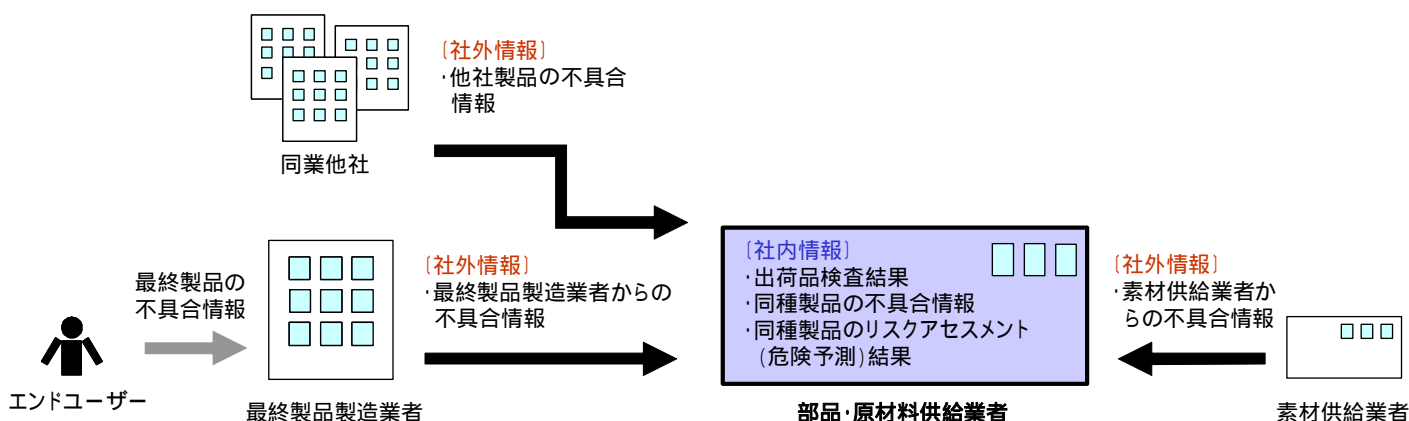 〔社外情報〕
・他社製品の不具合
情報
同業他社
最終製品の
不具合情報
エンドユーザー
〔社外情報〕
・最終製品製造業者からの
不具合情報
最終製品製造業者
〔社内情報〕
・出荷品検査結果
・同種製品の不具合情報
・同種製品のリスクアセスメント
(危険予測)結果
部品・原材料供給業者
〔社外情報〕
・素材供給業者か
らの不具合情報
素材供給業者